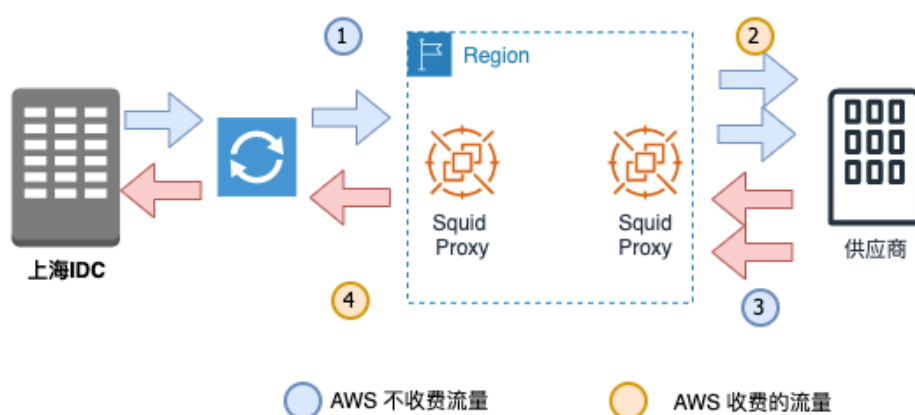 1
2
Region
Squid
Proxy
Squid
Proxy
上海IDC
供应商
4
3
AWS 不收费流量
AWS 收费的流量